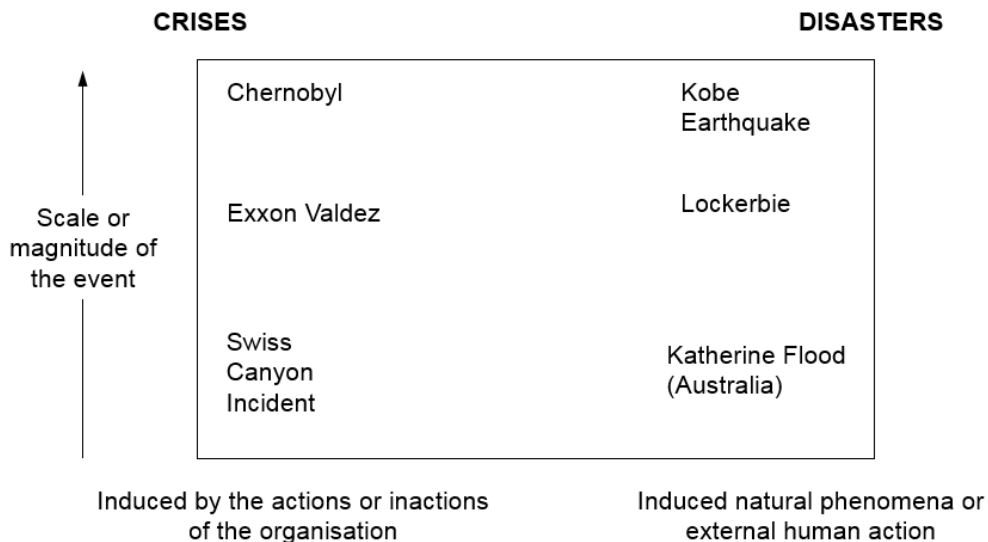 CRISES
DISASTERS
Chernobyl
Kobe
Earthquake
Scale or
magnitude of
the event
Exxon Valdez
Lockerbie
Swiss
Canyon
Incident
Katherine Flood
(Australia)
Induced by the actions or inactions
of the organisation
Induced natural phenomena or
external human action